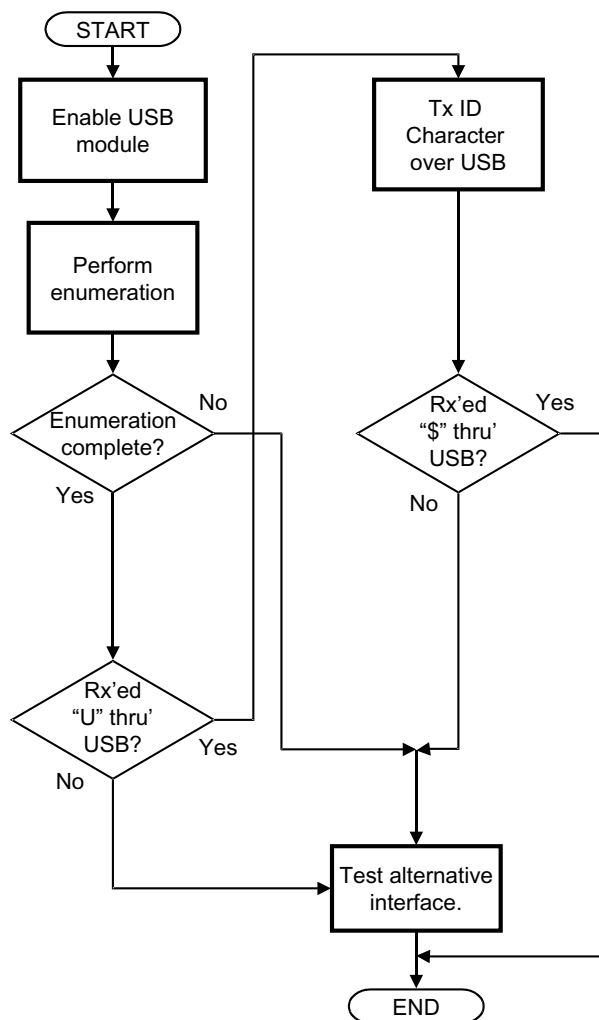 START
Enable USB
module
Perform
enumeration
Enumeration
complete?
No
Yes
Rx’ed
“U” thru’
USB?
Yes
No
Tx ID
Character
over USB
Rx’ed
“$” thru’
USB?
Yes
No
Test alternative
interface.
END